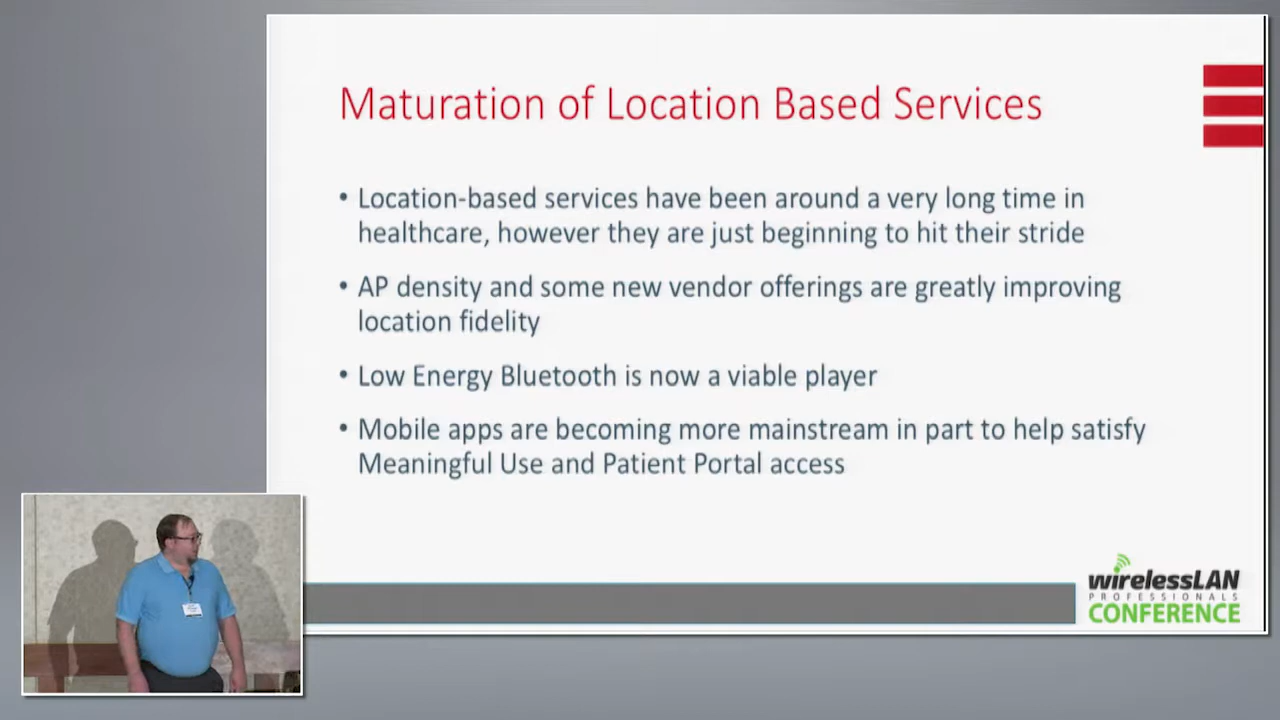 Maturation of Location Based Services
• Location-based services have been around a very long time in
healthcare, however they are just beginning to hit their stride
• AP density and some new vendor offerings are greatly improving
location fidelity
• Low Energy Bluetooth is now a viable player
• Mobile apps are becoming more mainstream in part to help satisfy
Meaningful Use and Patient Portal access
wirelessLAN
PROFESSIONALS
CONFERENCE